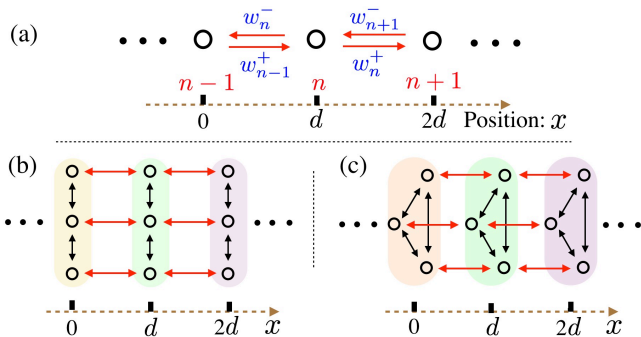 (a)
w_n^- w_{n+1}^-
w_{n-1}^+ w_n^+
n − 1 n n + 1
0 d 2d Position: x
(b) (c)
0 d 2d x 0 d 2d x